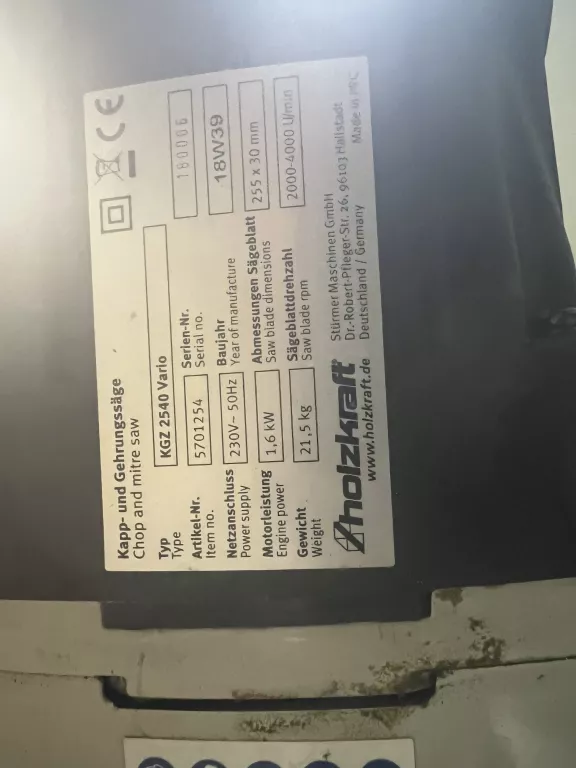 Kapp- und Gehrungssäge
Chop and mitre saw
Typ
Type
KGZ 2540 Vario
Artikel-Nr.
Item no.
5701254
Serien-Nr.
Serial no.
160006
Netzanschluss
Power supply
230V~ 50Hz
Baujahr
Year of manufacture
18W39
Motorleistung
Engine power
1,6 kW
Abmessungen Sägeblatt
Saw blade dimensions
255 x 30 mm
Gewicht
Weight
21,5 kg
Sägeblattdrehzahl
Saw blade rpm
2000-4000 U/min
holzkraft
www.holzkraft.de
Stürmer Maschinen GmbH
Dr.-Robert-Pfleger-Str. 26, 96103 Hallstadt
Deutschland / Germany
Made in PRC
CE